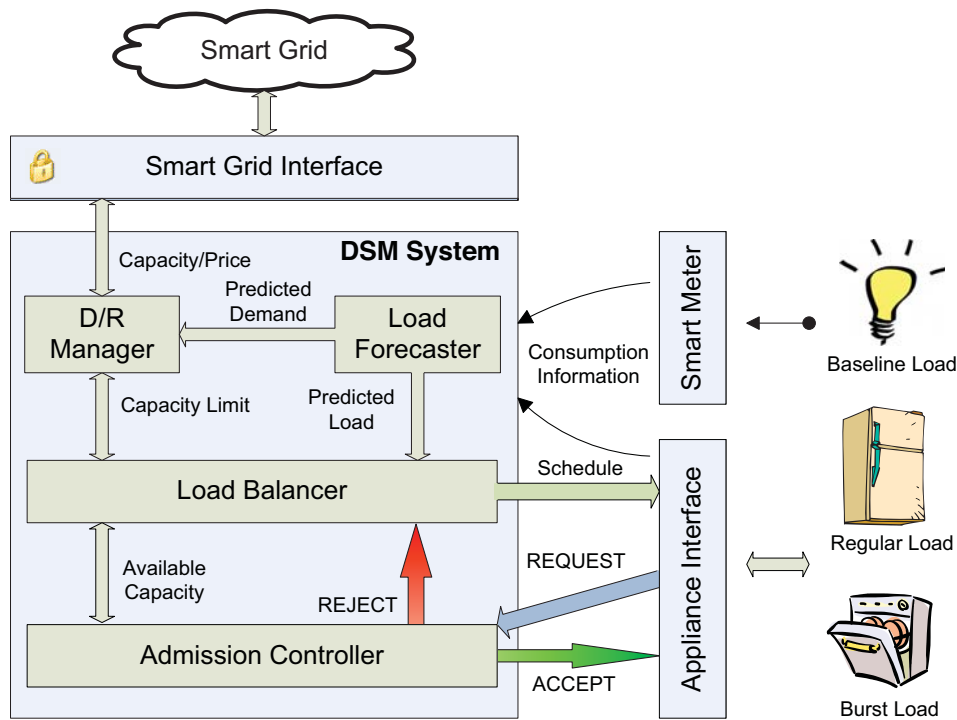 Smart Grid
Smart Grid Interface
DSM System
Capacity/Price
Predicted
Demand
D/R
Manager
Load
Forecaster
Capacity Limit
Predicted
Load
Load Balancer
Available
Capacity
REJECT
Admission Controller
Consumption
Information
Schedule
REQUEST
ACCEPT
Smart Meter
Appliance Interface
Baseline Load
Regular Load
Burst Load